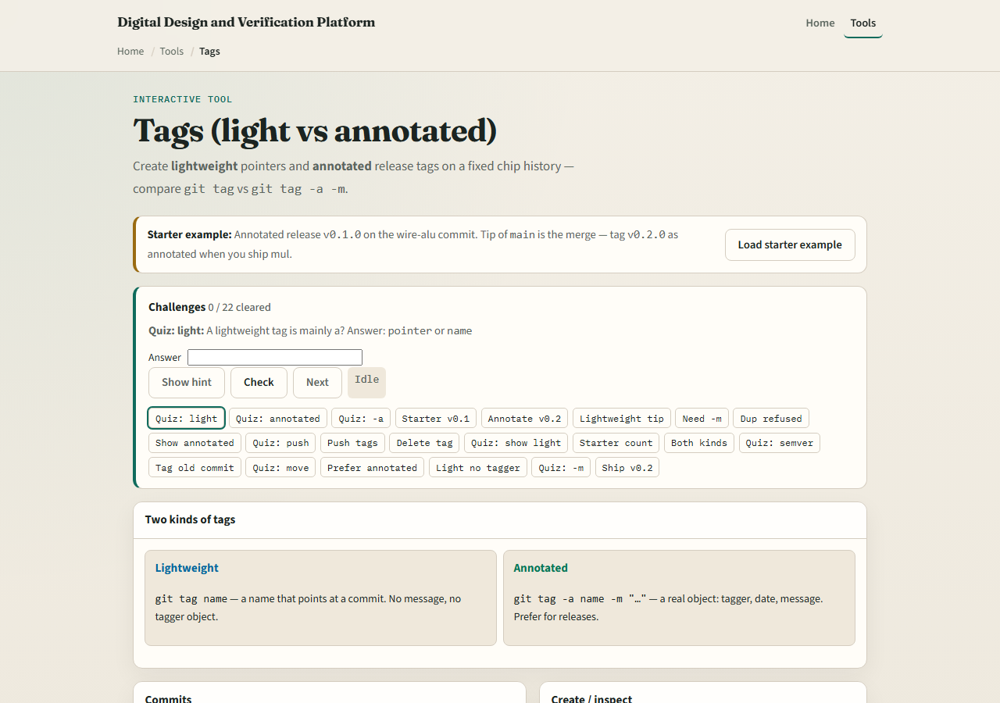 Digital Design and Verification Platform
Home Tools
Home / Tools / Tags
INTERACTIVE TOOL
Tags (light vs annotated)
Create lightweight pointers and annotated release tags on a fixed chip history —
compare git tag vs git tag -a -m.
Starter example: Annotated release v0.1.0 on the wire-alu commit. Tip of main is the merge — tag v0.2.0 as
annotated when you ship mul.
Load starter example
Challenges 0 / 22 cleared
Quiz: light: A lightweight tag is mainly a? Answer: pointer or name
Answer
Show hint Check Next Idle
Quiz: light Quiz: annotated Quiz: -a Starter v0.1 Annotate v0.2 Lightweight tip Need -m Dup refused
Show annotated Quiz: push Push tags Delete tag Quiz: show light Starter count Both kinds Quiz: semver
Tag old commit Quiz: move Prefer annotated Light no tagger Quiz: -m Ship v0.2
Two kinds of tags
Lightweight
git tag name — a name that points at a commit. No message, no
tagger object.
Annotated
git tag -a name -m "…" — a real object: tagger, date, message.
Prefer for releases.
Commits
Create / inspect